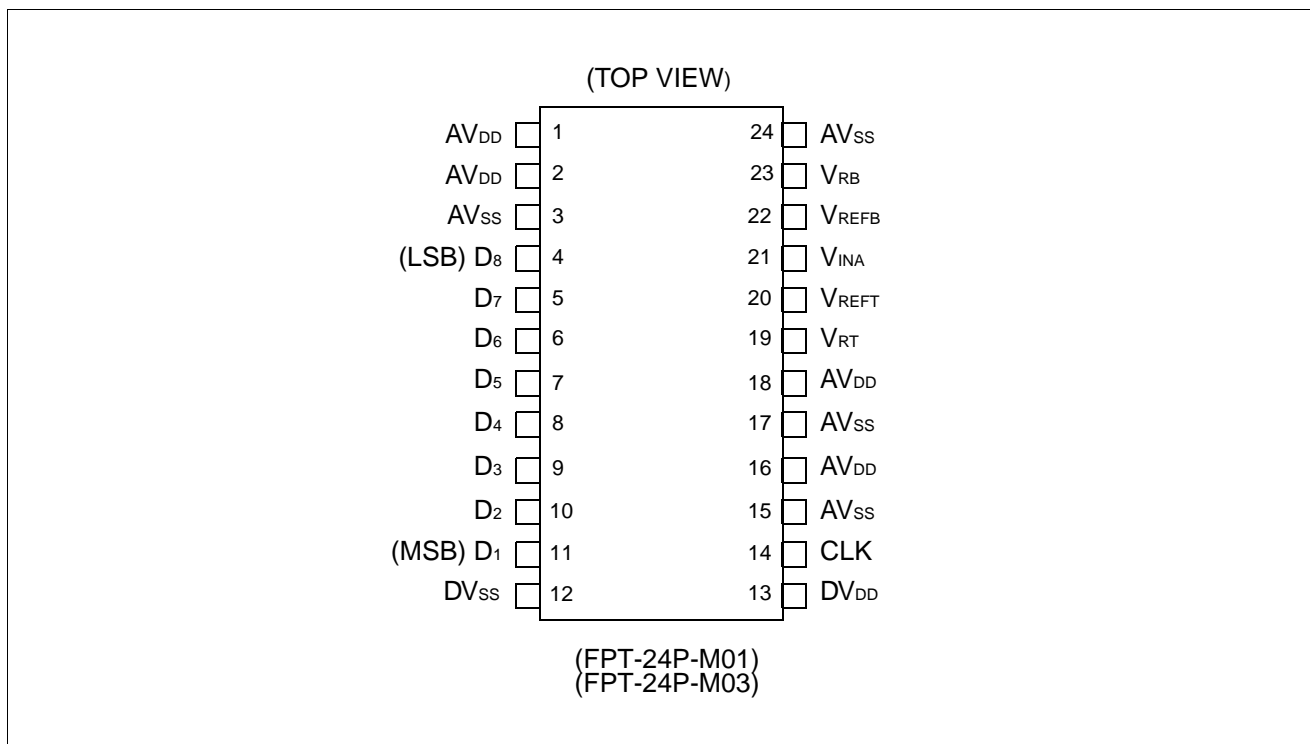 (TOP VIEW)
AVDD 1 24 AVSS
AVDD 2 23 VRB
AVSS 3 22 VREFB
(LSB) D8 4 21 VINA
D7 5 20 VREFT
D6 6 19 VRT
D5 7 18 AVDD
D4 8 17 AVSS
D3 9 16 AVDD
D2 10 15 AVSS
(MSB) D1 11 14 CLK
DVSS 12 13 DVDD
(FPT-24P-M01)
(FPT-24P-M03)